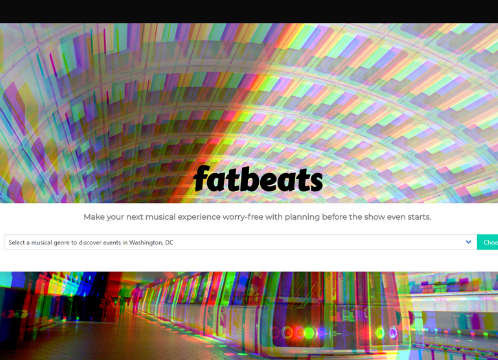 fatbeats
Make your next musical experience worry-free with planning before the show even starts.
Select a musical genre to discover events in Washington, DC